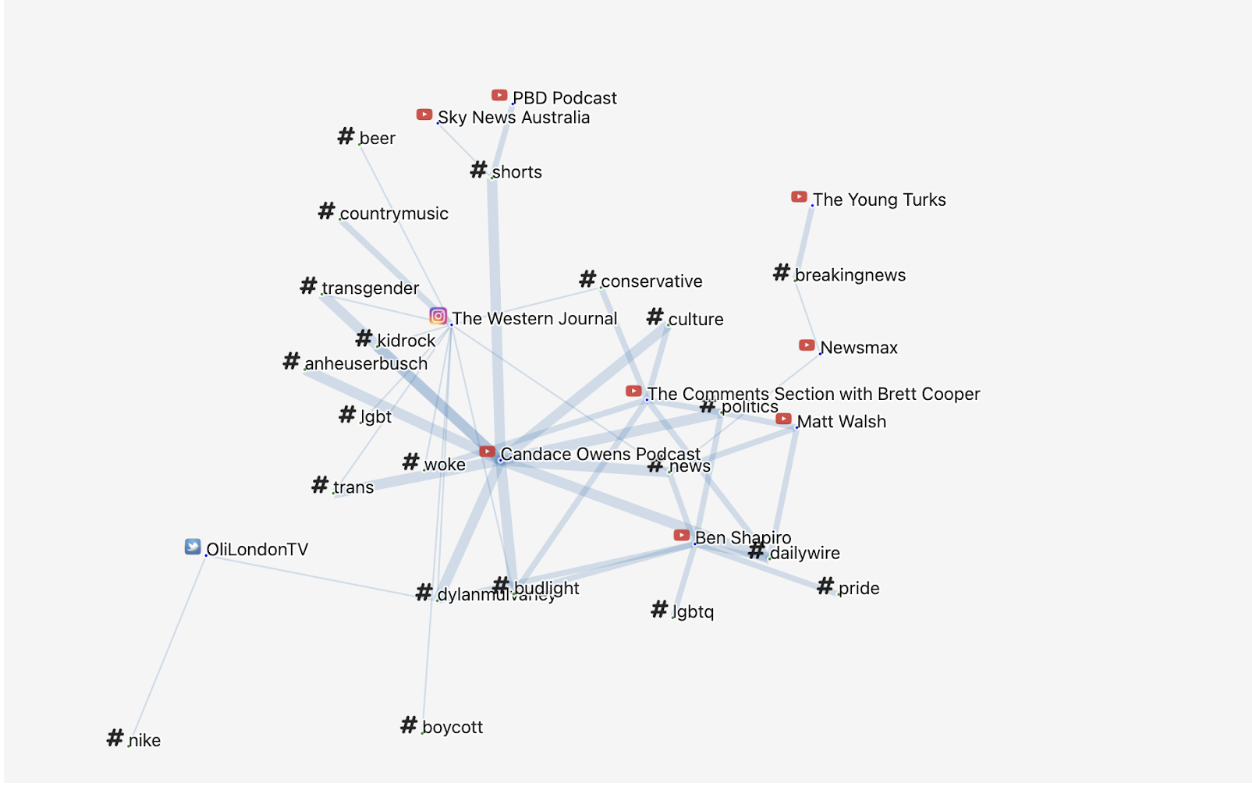 PBD Podcast
Sky News Australia
#beer
#shorts
The Young Turks
#countrymusic
#breakingnews
#conservative
#transgender
The Western Journal
#culture
#kidrock
Newsmax
#anheuserbusch
The Comments Section with Brett Cooper
#politics
#lgbt
Matt Walsh
Candace Owens Podcast
#woke
#news
#trans
Ben Shapiro
OliLondonTV
#dailywire
#dylanmulvaney
#budlight
#pride
#lgbtq
#boycott
#nike